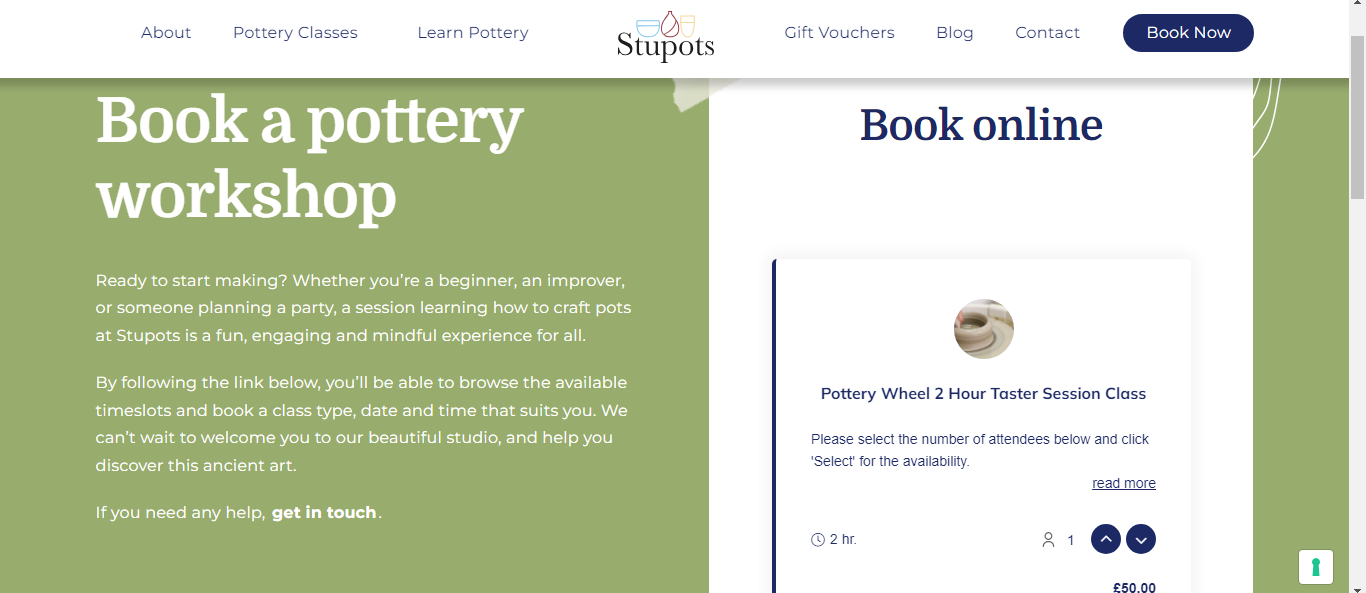 About
Pottery Classes
Learn Pottery
Stupots
Gift Vouchers
Blog
Contact
Book Now
Book a pottery
workshop
Ready to start making? Whether you’re a beginner, an improver,
or someone planning a party, a session learning how to craft pots
at Stupots is a fun, engaging and mindful experience for all.
By following the link below, you’ll be able to browse the available
timeslots and book a class type, date and time that suits you. We
can’t wait to welcome you to our beautiful studio, and help you
discover this ancient art.
If you need any help, get in touch.
Book online
Pottery Wheel 2 Hour Taster Session Class
Please select the number of attendees below and click
'Select' for the availability.
read more
2 hr.
1
£50.00